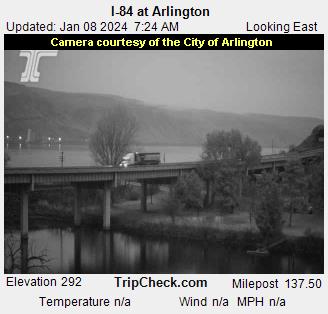 I-84 at Arlington
Updated: Jan 08 2024 7:24 AM Looking East
Camera courtesy of the City of Arlington
Elevation 292 TripCheck.com Milepost 137.50
Temperature n/a Wind n/a MPH n/a